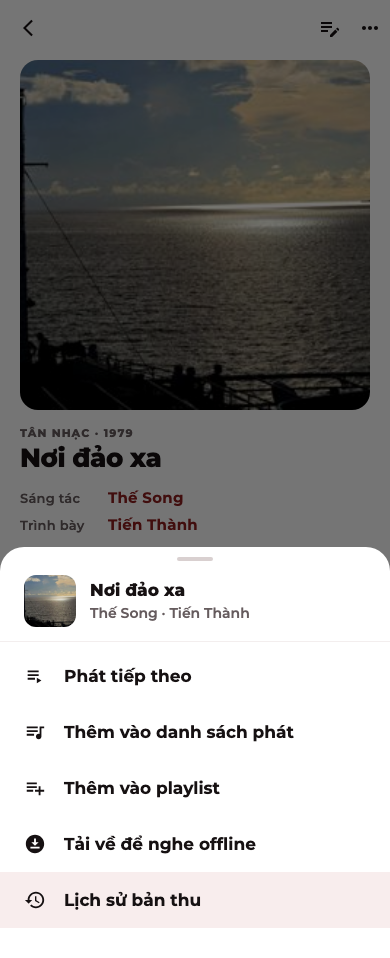 TÂN NHẠC · 1979
Nơi đảo xa
Sáng tác Thế Song
Trình bày Tiến Thành
Nơi đảo xa
Thế Song · Tiến Thành
Phát tiếp theo
Thêm vào danh sách phát
Thêm vào playlist
Tải về để nghe offline
Lịch sử bản thu